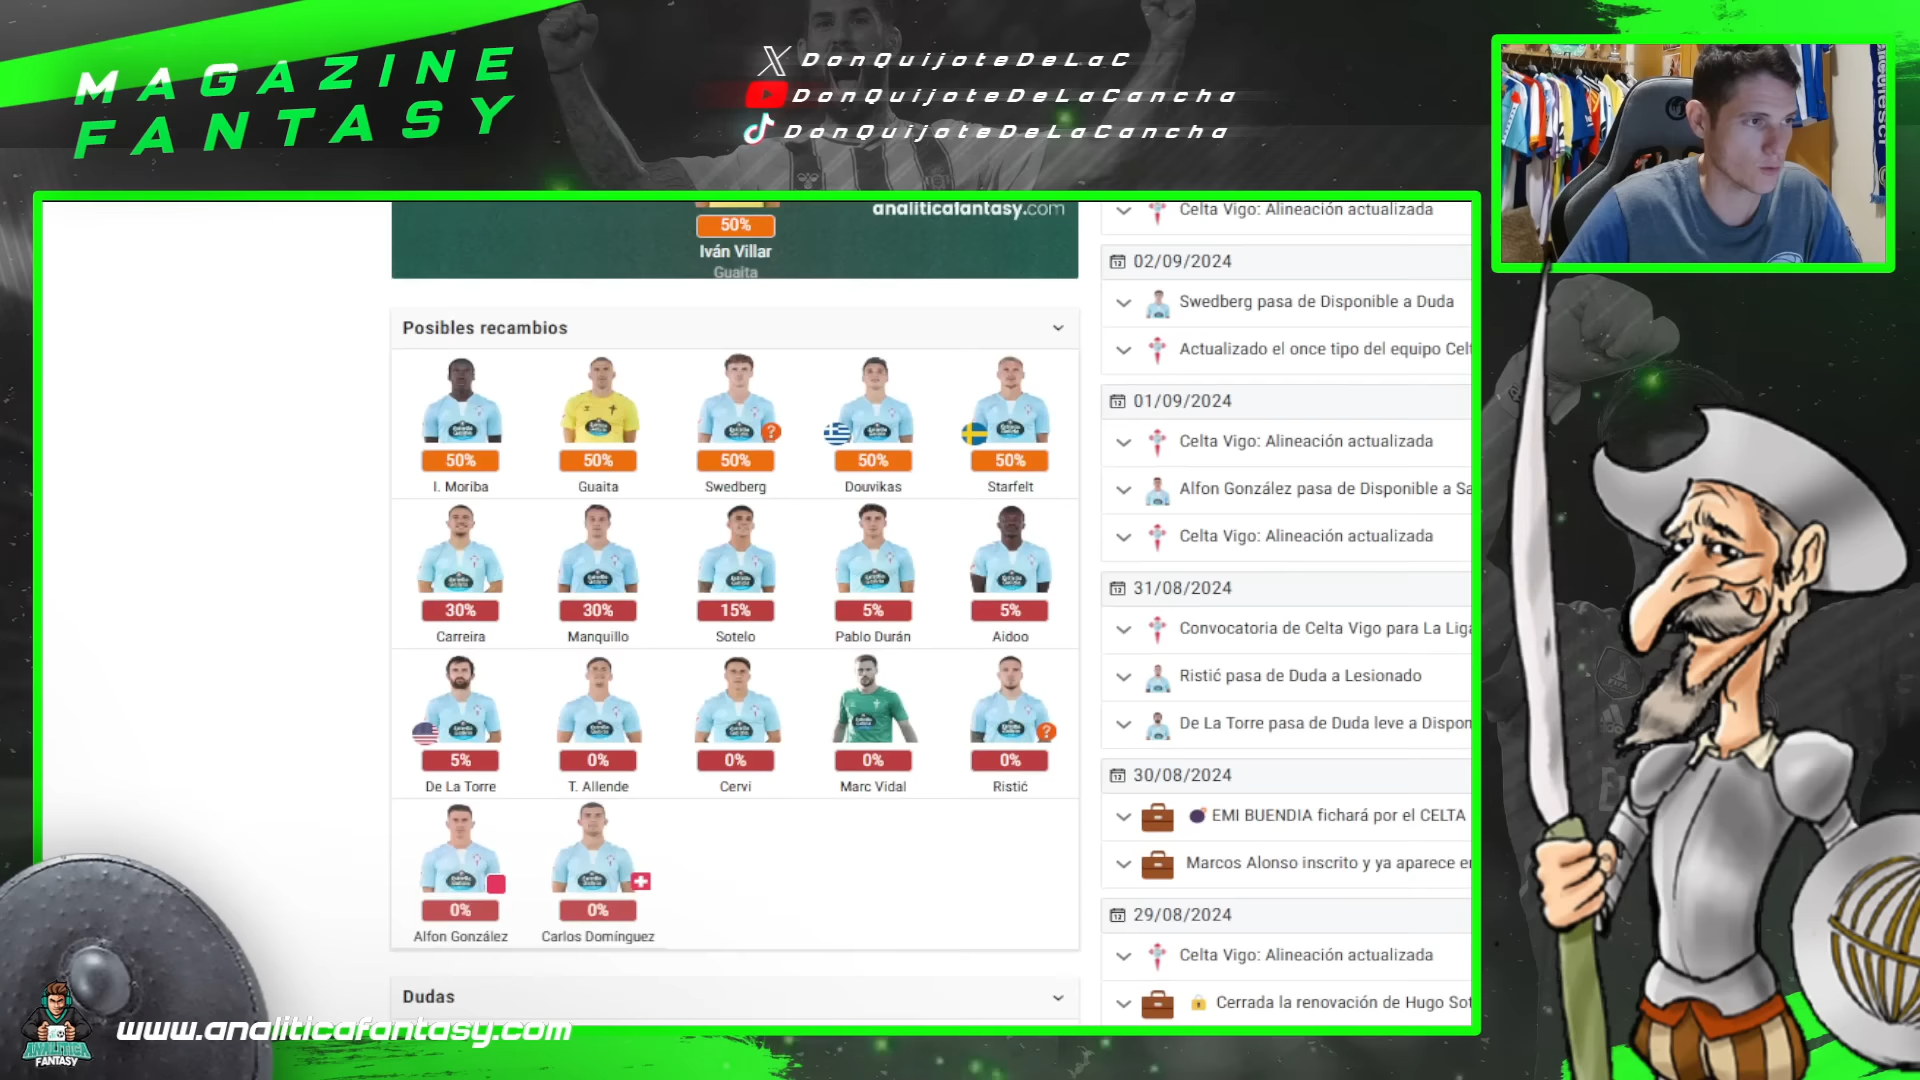 MAGAZINE
FANTASY
DonQuijoteDeLaC
DonQuijoteDeLaCancha
DonQuijoteDeLaCancha
analiticafantasy.com
50%
Iván Villar
Guaita
Posibles recambios
50% 50% 50% 50% 50%
I. Moriba Guaita Swedberg Douvikas Starfelt
30% 30% 15% 5% 5%
Carreira Manquillo Sotelo Pablo Durán Aidoo
5% 0% 0% 0% 0%
De La Torre T. Allende Cervi Marc Vidal Ristić
0% 0%
Alfon González Carlos Domínguez
Dudas
Celta Vigo: Alineación actualizada
02/09/2024
Swedberg pasa de Disponible a Duda
Actualizado el once tipo del equipo Celt
01/09/2024
Celta Vigo: Alineación actualizada
Alfon González pasa de Disponible a Sa
Celta Vigo: Alineación actualizada
31/08/2024
Convocatoria de Celta Vigo para La Liga
Ristić pasa de Duda a Lesionado
De La Torre pasa de Duda leve a Dispon
30/08/2024
EMI BUENDIA fichará por el CELTA
Marcos Alonso inscrito y ya aparece en
29/08/2024
Celta Vigo: Alineación actualizada
Cerrada la renovación de Hugo Sot
ANALITICA
FANTASY
www.analiticafantasy.com